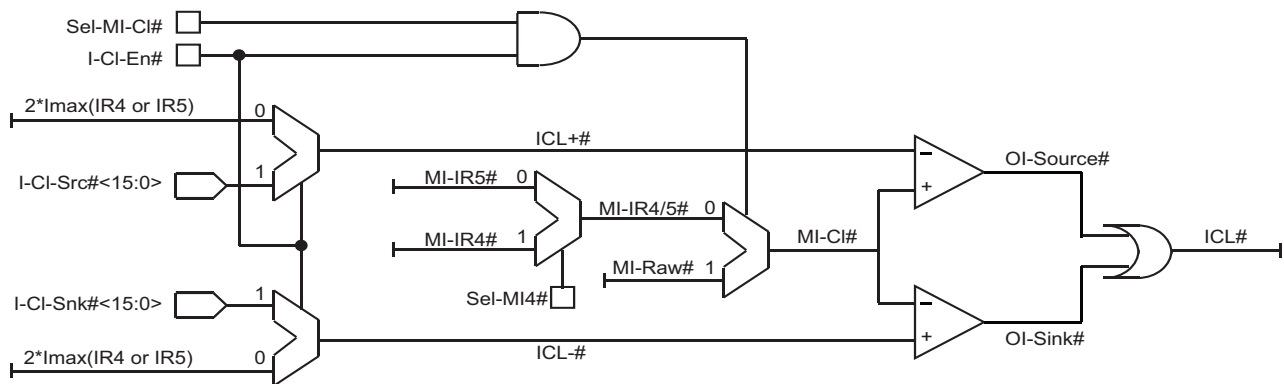 Sel-MI-Cl#
I-Cl-En#
2*Imax(IR4 or IR5)
0
ICL+#
OI-Source#
I-Cl-Src#<15:0>
1
MI-IR5#
0
MI-IR4/5#
0
MI-Cl#
ICL#
MI-IR4#
1
MI-Raw#
1
Sel-MI4#
I-Cl-Snk#<15:0>
1
2*Imax(IR4 or IR5)
0
ICL-#
OI-Sink#
−
+
−
+